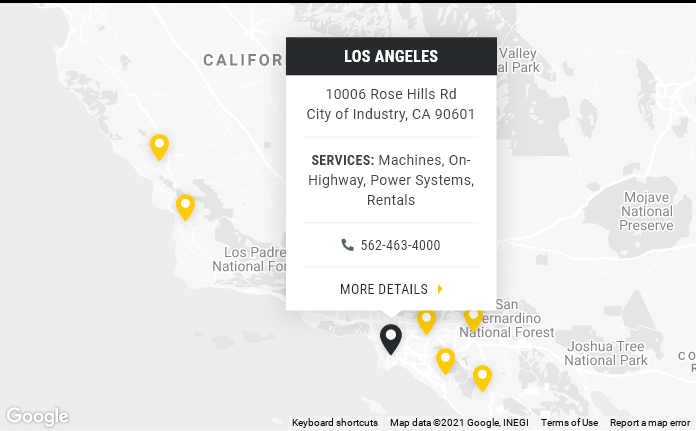 CALIFOR
LOS ANGELES
10006 Rose Hills Rd
City of Industry, CA 90601
SERVICES: Machines, On-
Highway, Power Systems,
Rentals
562-463-4000
MORE DETAILS
Valley
al Park
Mojave
National
Preserve
Los Padre
National For
San
ernardino
National Forest
Joshua Tree
National Park
CO
R
Google
Keyboard shortcuts Map data ©2021 Google, INEGI Terms of Use Report a map error